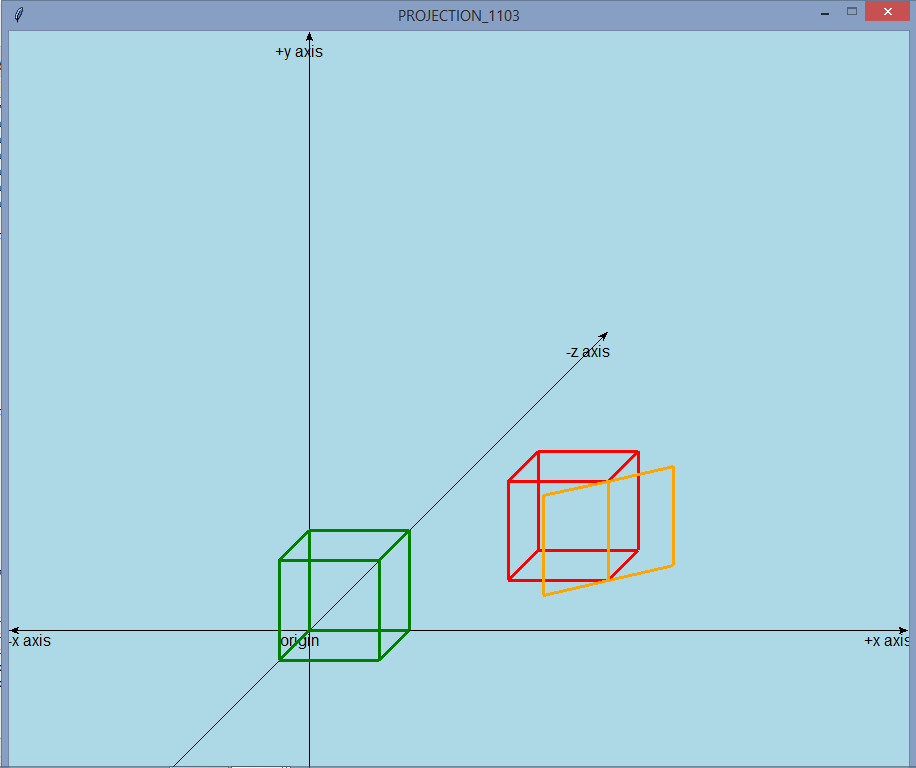 PROJECTION_1103
+y axis
-z axis
origin
-x axis
+x axis